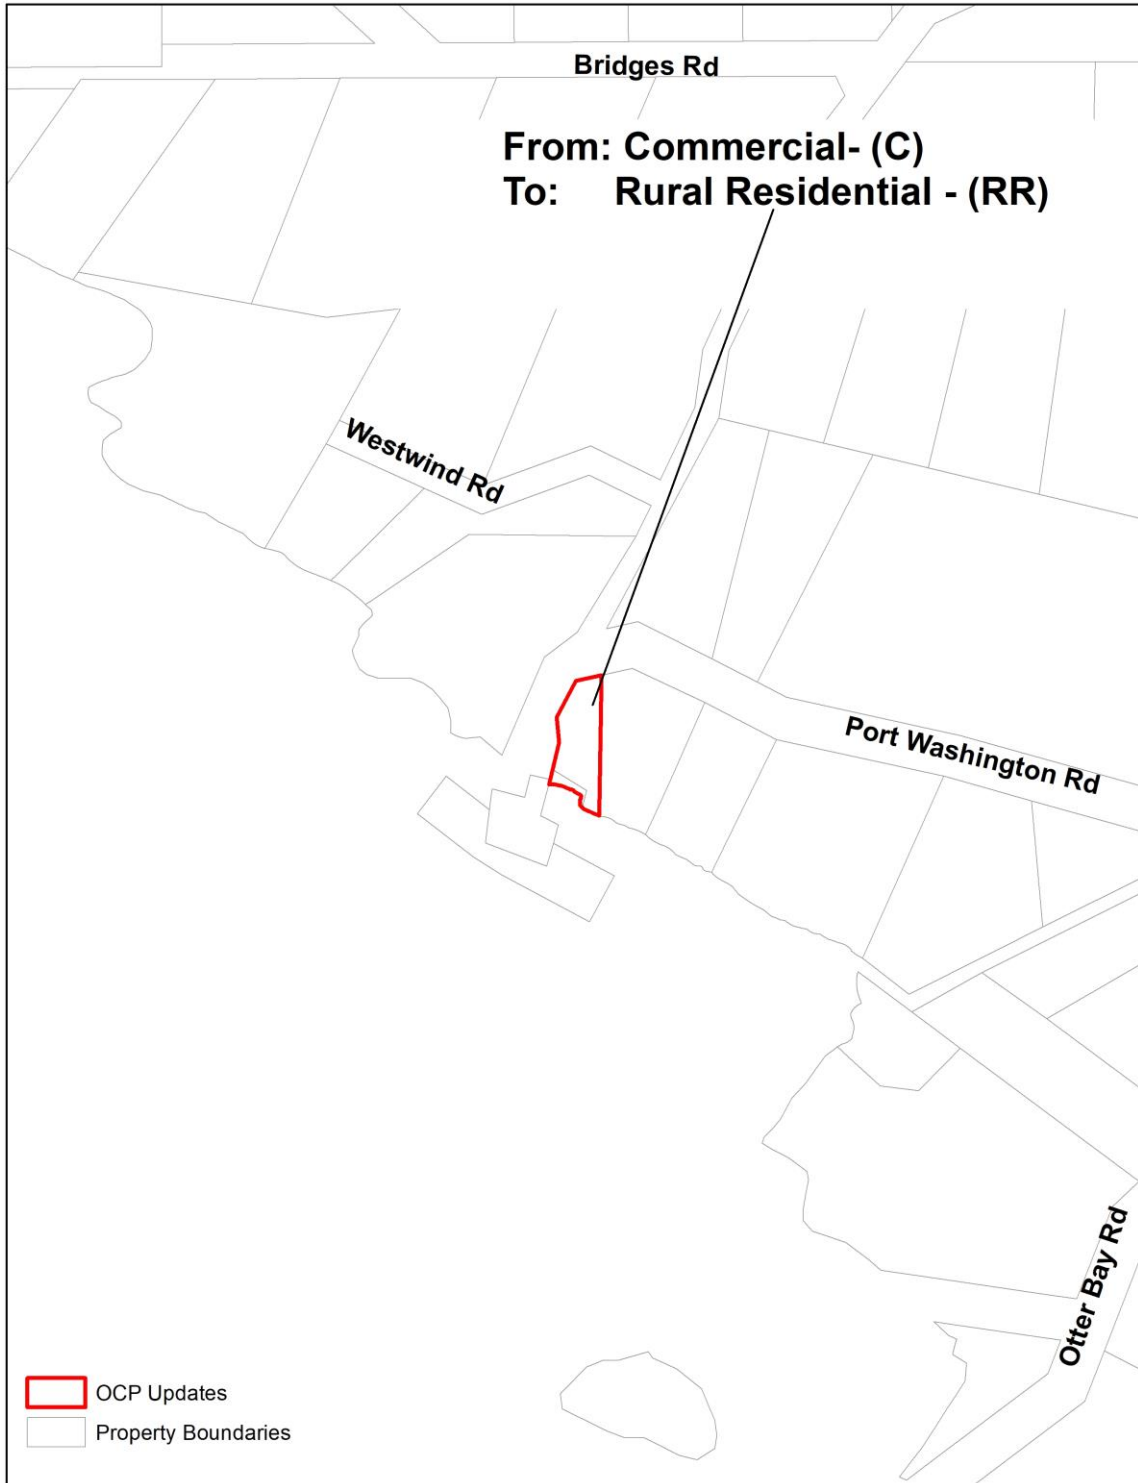 Bridges Rd
From: Commercial- (C)
To: Rural Residential - (RR)
Westwind Rd
Port Washington Rd
Otter Bay Rd
OCP Updates
Property Boundaries